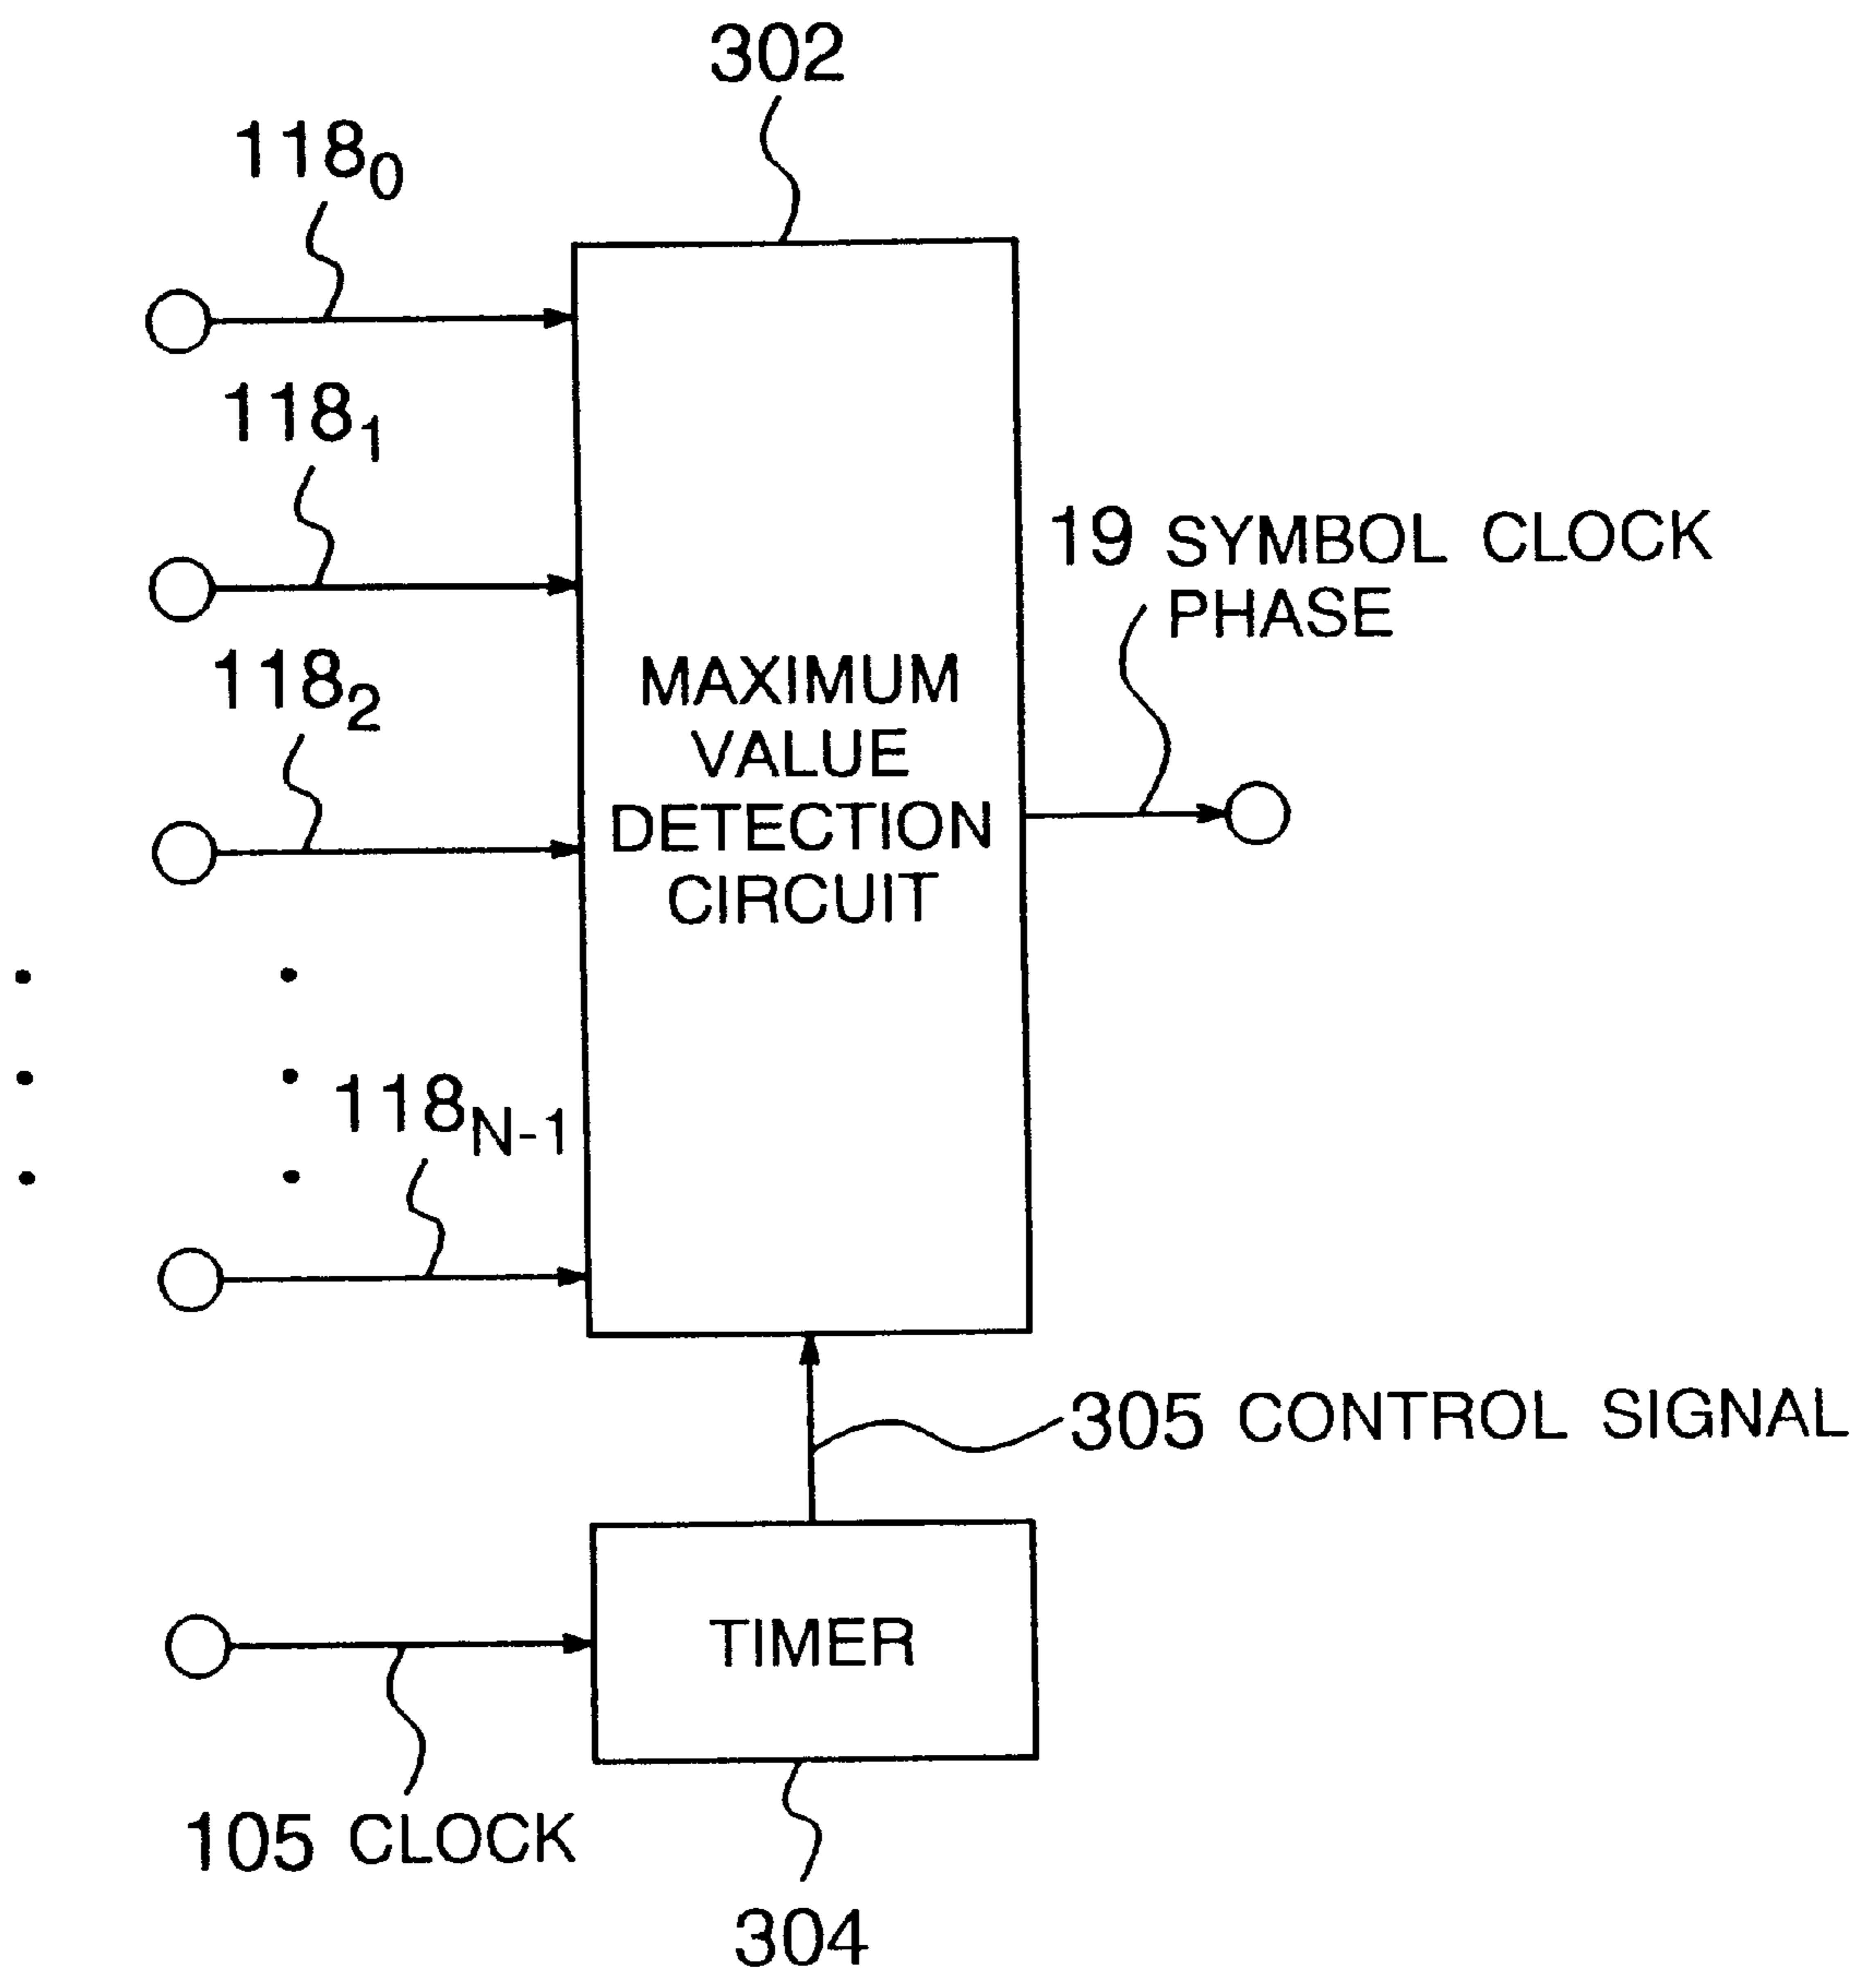 302
118₀
118₁
19 SYMBOL CLOCK
PHASE
118₂
MAXIMUM
VALUE
DETECTION
CIRCUIT
118N-1
305 CONTROL SIGNAL
TIMER
105 CLOCK
304